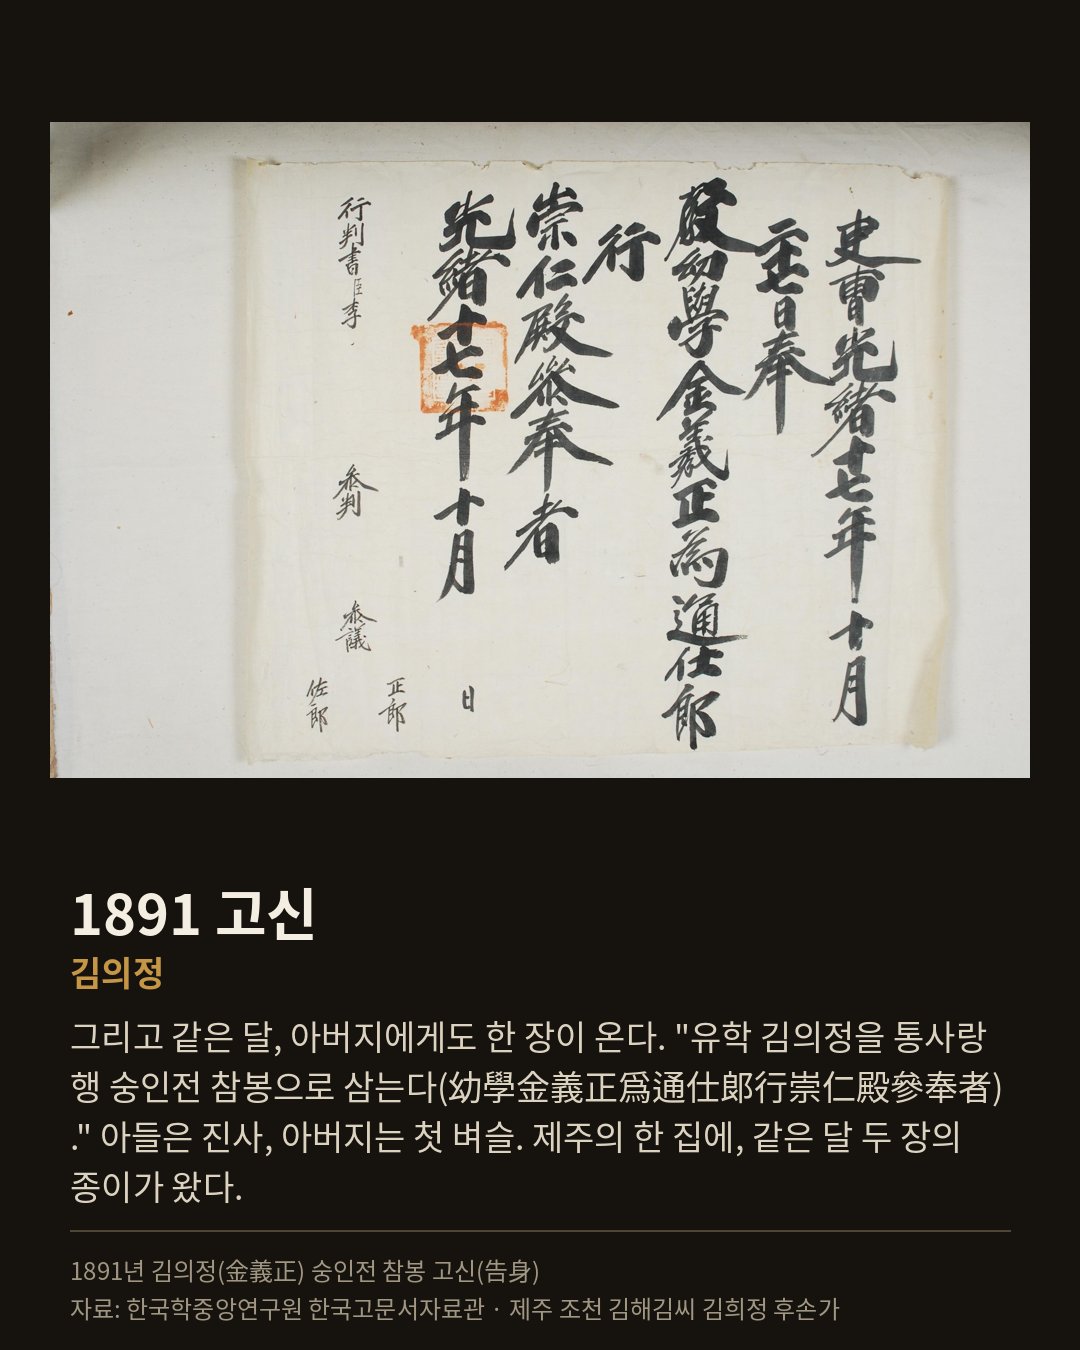 吏曹光緖十七年十月
二十七日奉
敎幼學金義正為通仕郎
行
崇仁殿參奉者
光緖十七年十月 日
行判書臣李
參判
參議
正郎
佐郎
1891 고신
김의정
그리고 같은 달, 아버지에게도 한 장이 온다. "유학 김의정을 통사랑
행 숭인전 참봉으로 삼는다(幼學金義正爲通仕郞行崇仁殿參奉者)
." 아들은 진사, 아버지는 첫 벼슬. 제주의 한 집에, 같은 달 두 장의
종이가 왔다.
1891년 김의정(金義正) 숭인전 참봉 고신(告身)
자료: 한국학중앙연구원 한국고문서자료관 · 제주 조천 김해김씨 김희정 후손가